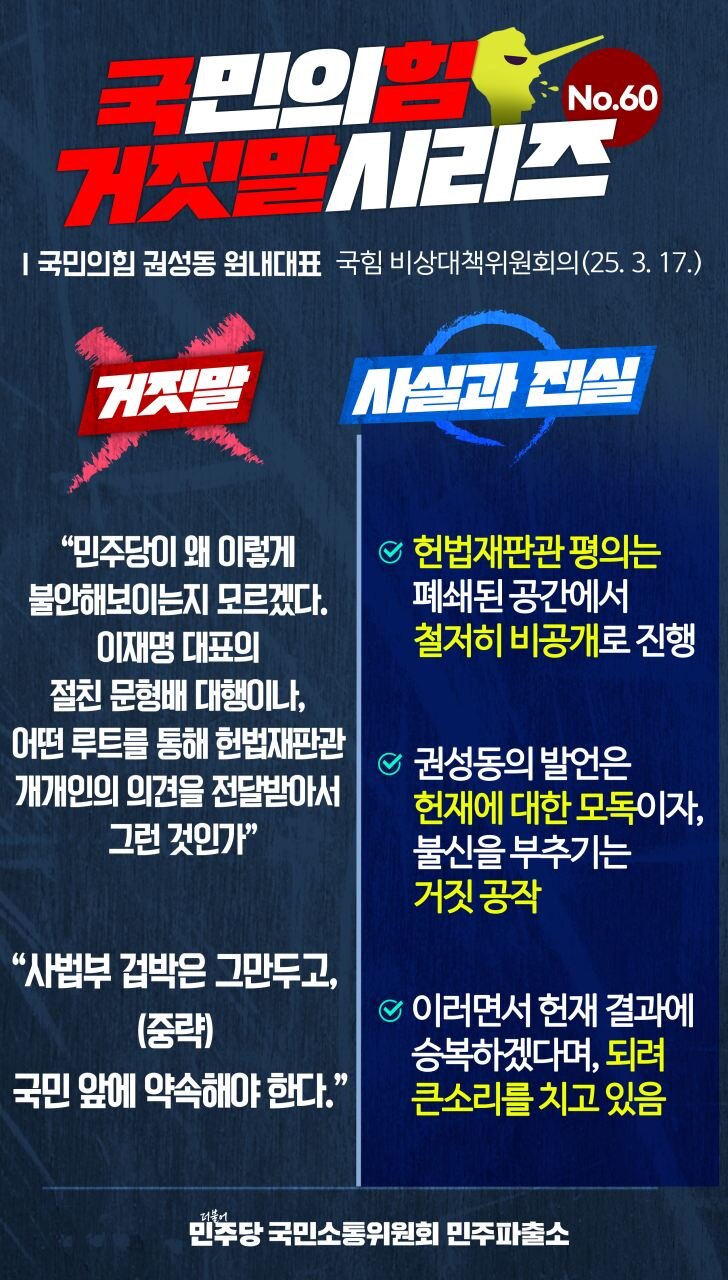 국민의힘
No.60
거짓말시리즈
국민의힘 권성동 원내대표 국힘 비상대책위원회의(25. 3. 17.)
거짓말
“민주당이 왜 이렇게
불안해보이는지 모르겠다.
이재명 대표의
절친 문형배 대행이나,
어떤 루트를 통해 헌법재판관
개개인의 의견을 전달받아서
그런 것인가”
“사법부 겁박은 그만두고,
(중략)
국민 앞에 약속해야 한다.”
사실과 진실
헌법재판관 평의는
폐쇄된 공간에서
철저히 비공개로 진행
권성동의 발언은
헌재에 대한 모독이자,
불신을 부추기는
거짓 공작
이러면서 헌재 결과에
승복하겠다며, 되려
큰소리를 치고 있음
더불어
민주당 국민소통위원회 민주파출소